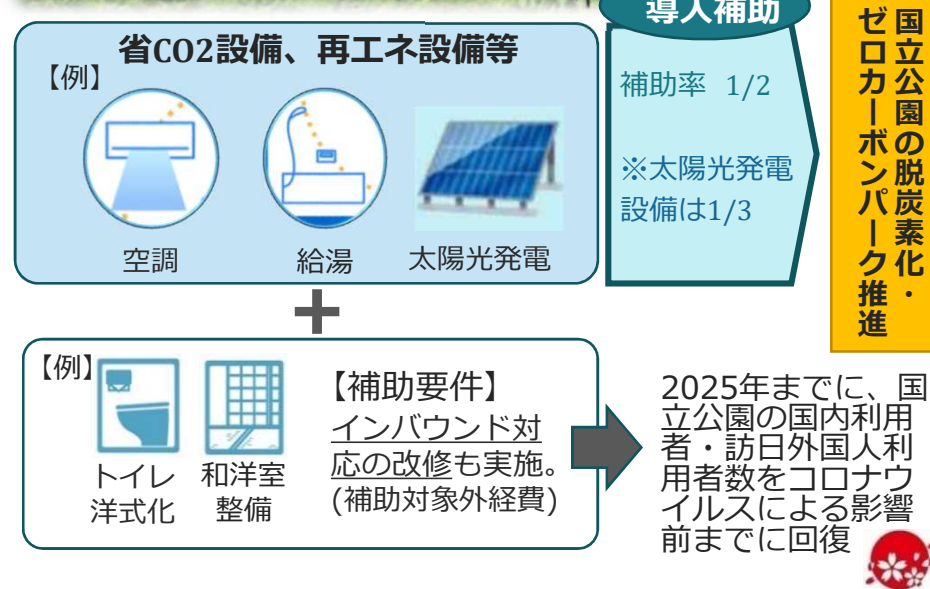 導入補助
省CO2設備、再エネ設備等
【例】
空調
給湯
太陽光発電
補助率 1/2
※太陽光発電
設備は1/3
国立公園の脱炭素化・
ゼロカーボンパーク推進
+
【例】
トイレ
洋式化
和洋室
整備
【補助要件】
インバウンド対
応の改修も実施。
(補助対象外経費)
2025年までに、国
立公園の国内利用
者・訪日外国人利
用者数をコロナウ
イルスによる影響
前までに回復